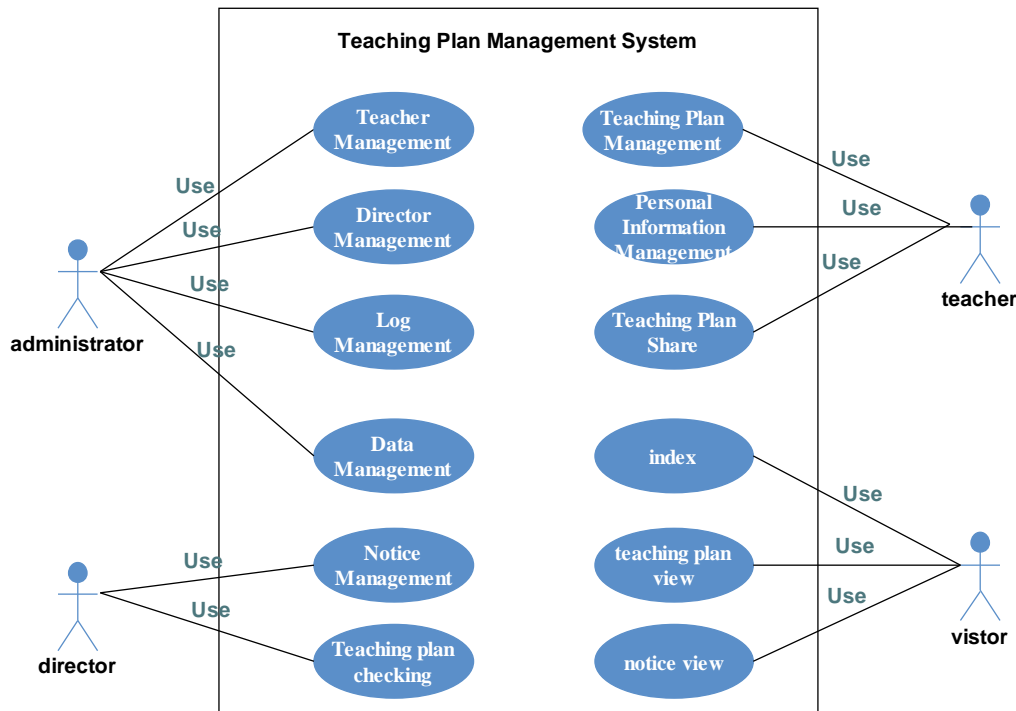 Teaching Plan Management System
Teacher
Management
Use
Director
Management
Use
Log
Management
Use
Data
Management
Use
administrator
Notice
Management
Use
Teaching plan
checking
Use
director
Teaching Plan
Management
Use
Personal
Information
Management
Use
Teaching Plan
Share
Use
teacher
index
Use
teaching plan
view
Use
notice view
Use
vistor